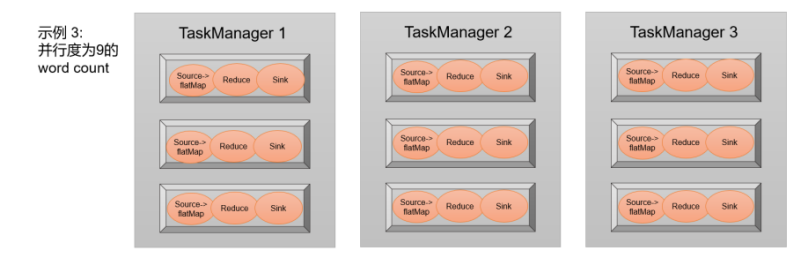 示例 3:
并行度为9的
word count
TaskManager 1
Source->
flatMap
Reduce
Sink
Source->
flatMap
Reduce
Sink
Source->
flatMap
Reduce
Sink
TaskManager 2
Source->
flatMap
Reduce
Sink
Source->
flatMap
Reduce
Sink
Source->
flatMap
Reduce
Sink
TaskManager 3
Source->
flatMap
Reduce
Sink
Source->
flatMap
Reduce
Sink
Source->
flatMap
Reduce
Sink